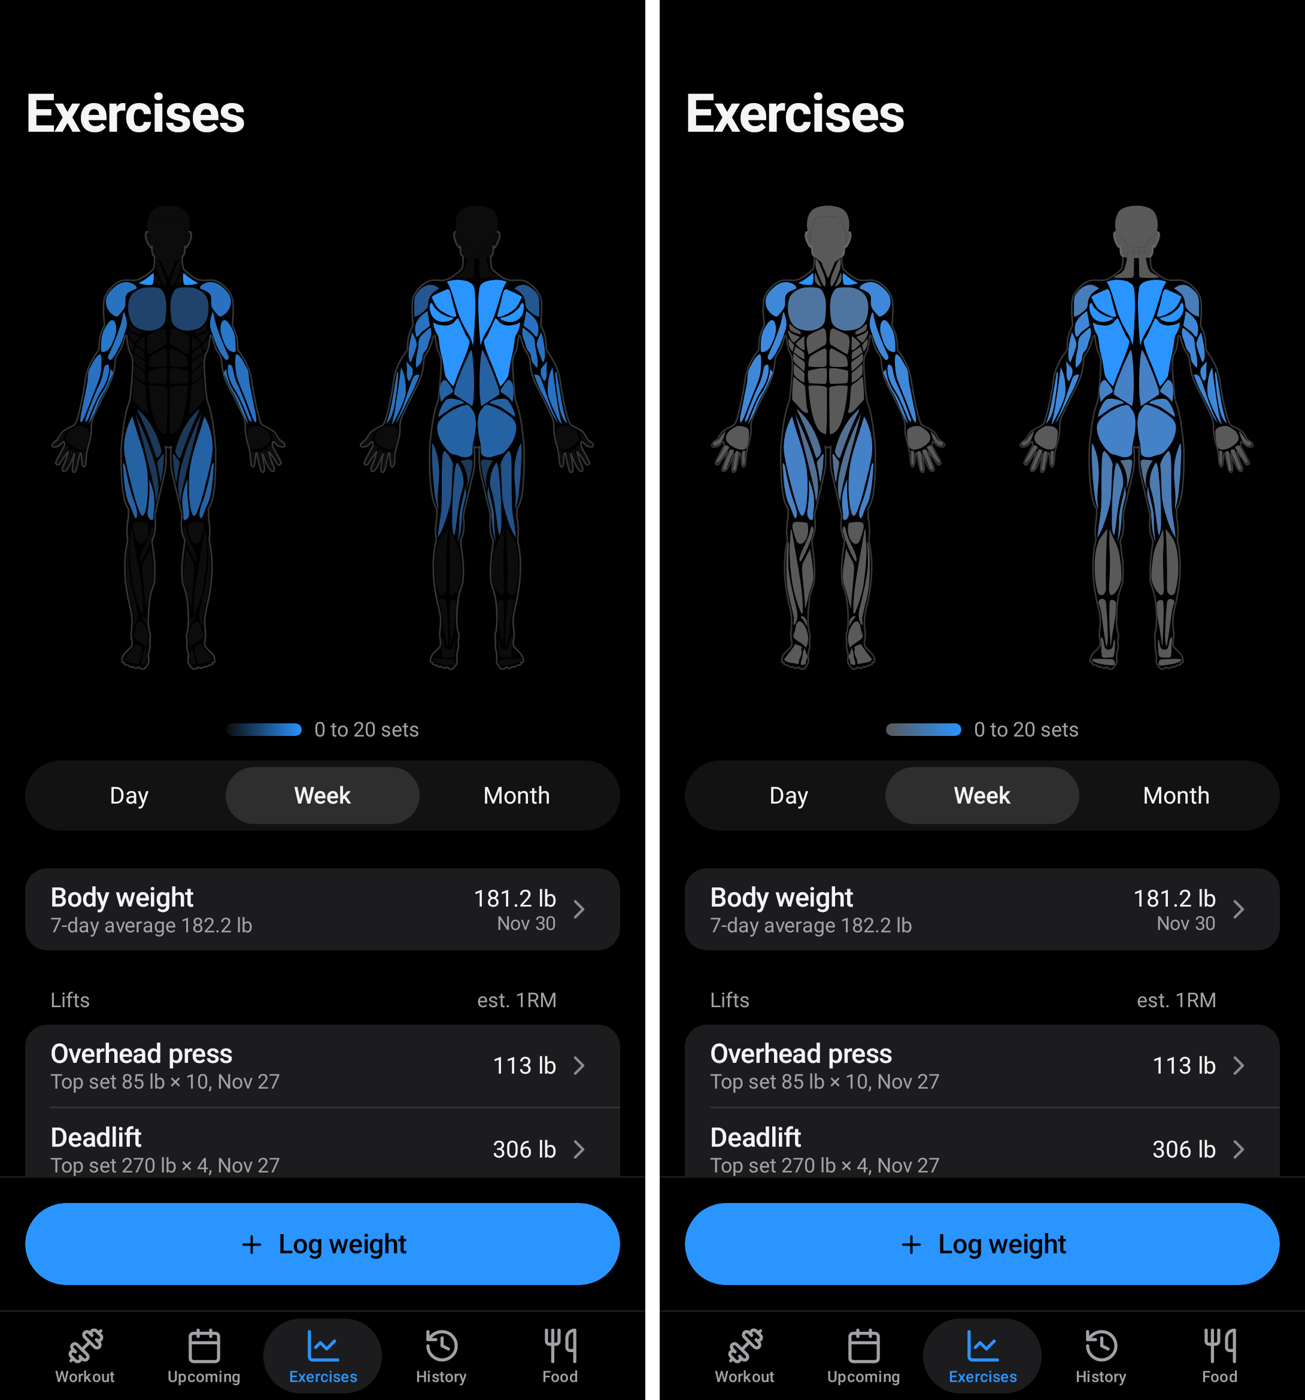 Exercises
0 to 20 sets
Day Week Month
Body weight 181.2 lb
7-day average 182.2 lb Nov 30
Lifts est. 1RM
Overhead press 113 lb
Top set 85 lb × 10, Nov 27
Deadlift 306 lb
Top set 270 lb × 4, Nov 27
+ Log weight
Workout Upcoming Exercises History Food
Exercises
0 to 20 sets
Day Week Month
Body weight 181.2 lb
7-day average 182.2 lb Nov 30
Lifts est. 1RM
Overhead press 113 lb
Top set 85 lb × 10, Nov 27
Deadlift 306 lb
Top set 270 lb × 4, Nov 27
+ Log weight
Workout Upcoming Exercises History Food